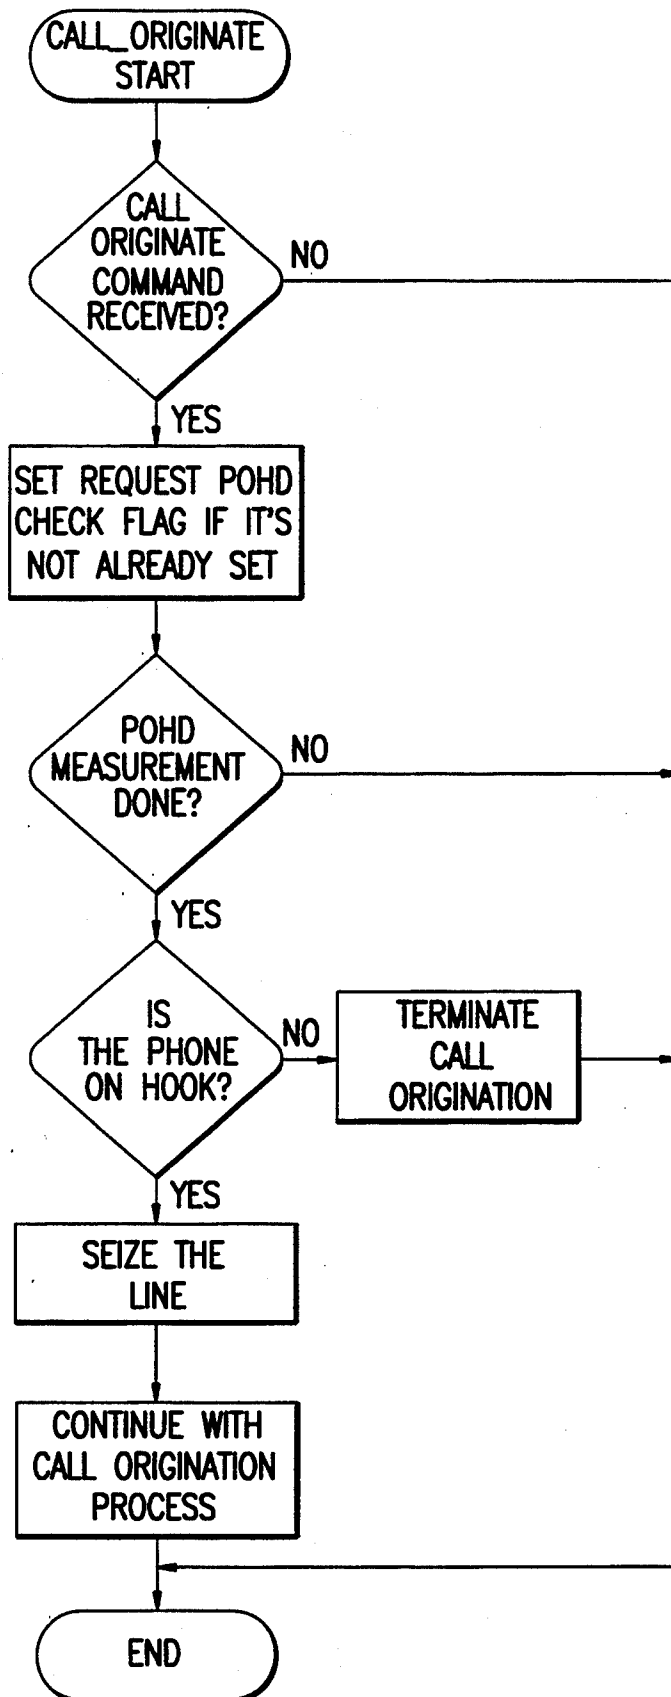 CALL_ORIGINATE
START
CALL
ORIGINATE
COMMAND
RECEIVED?
NO
YES
SET REQUEST POHD
CHECK FLAG IF IT'S
NOT ALREADY SET
POHD
MEASUREMENT
DONE?
NO
YES
IS
THE PHONE
ON HOOK?
NO
TERMINATE
CALL
ORIGINATION
YES
SEIZE THE
LINE
CONTINUE WITH
CALL ORIGINATION
PROCESS
END